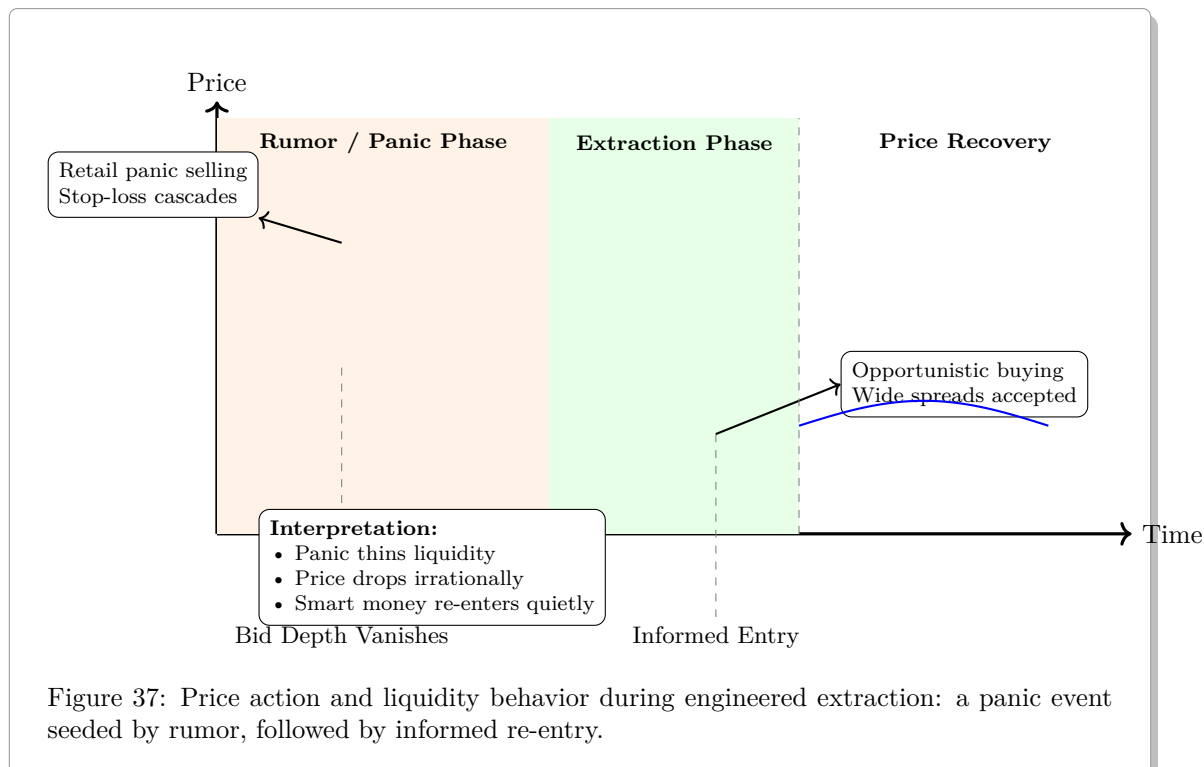 Price
Rumor / Panic Phase
Extraction Phase
Price Recovery
Retail panic selling
Stop-loss cascades
Opportunistic buying
Wide spreads accepted
Time
Interpretation:
• Panic thins liquidity
• Price drops irrationally
• Smart money re-enters quietly
Bid Depth Vanishes
Informed Entry
Figure 37: Price action and liquidity behavior during engineered extraction: a panic event
seeded by rumor, followed by informed re-entry.